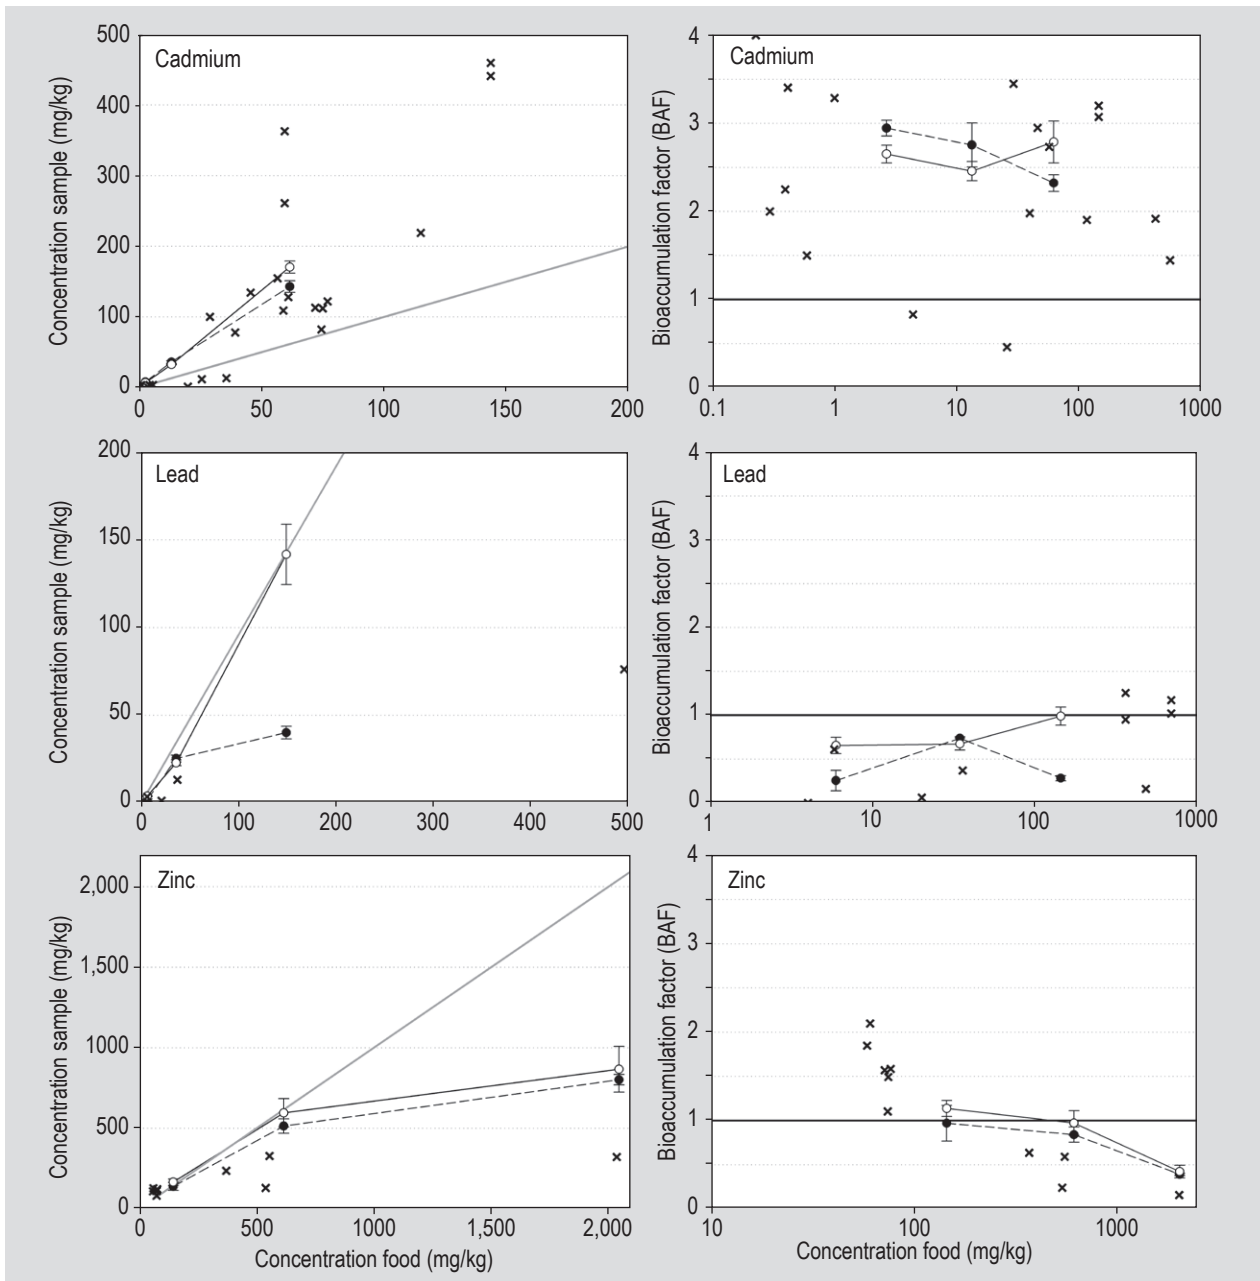 Cadmium
Concentration sample (mg/kg)
500
400
300
200
100
0
0 50 100 150 200
Cadmium
Bioaccumulation factor (BAF)
4
3
2
1
0
0.1 1 10 100 1000
Lead
Concentration sample (mg/kg)
200
150
100
50
0
0 100 200 300 400 500
Lead
Bioaccumulation factor (BAF)
4
3
2
1
0
1 10 100 1000
Zinc
Concentration sample (mg/kg)
2,000
1,500
1000
500
0
0 500 1000 1,500 2,000
Concentration food (mg/kg)
Zinc
Bioaccumulation factor (BAF)
4
3
2
1
0
10 100 1000
Concentration food (mg/kg)